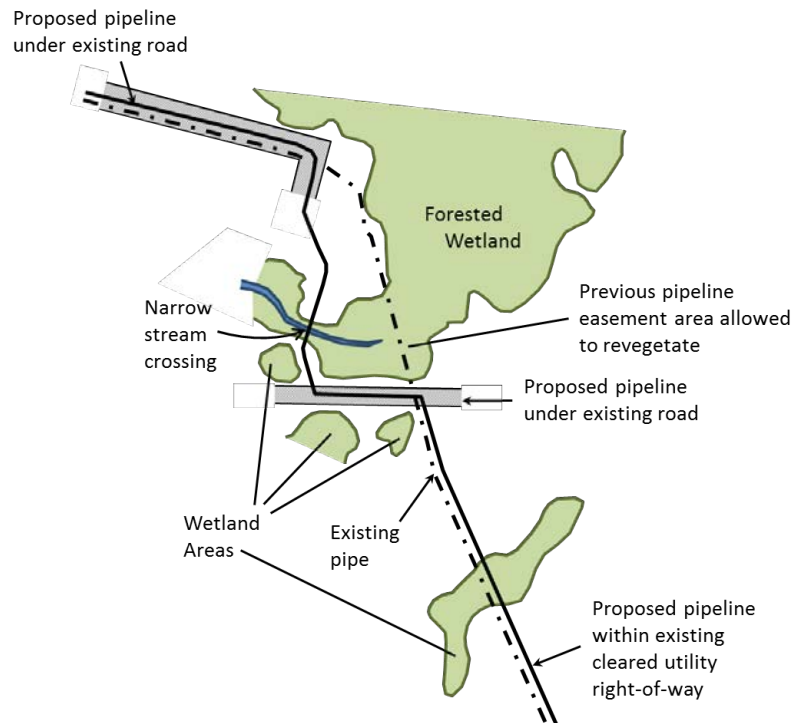 Proposed pipeline
under existing road
Forested
Wetland
Previous pipeline
easement area allowed
to revegetate
Narrow
stream
crossing
Proposed pipeline
under existing road
Wetland
Areas
Existing
pipe
Proposed pipeline
within existing
cleared utility
right-of-way